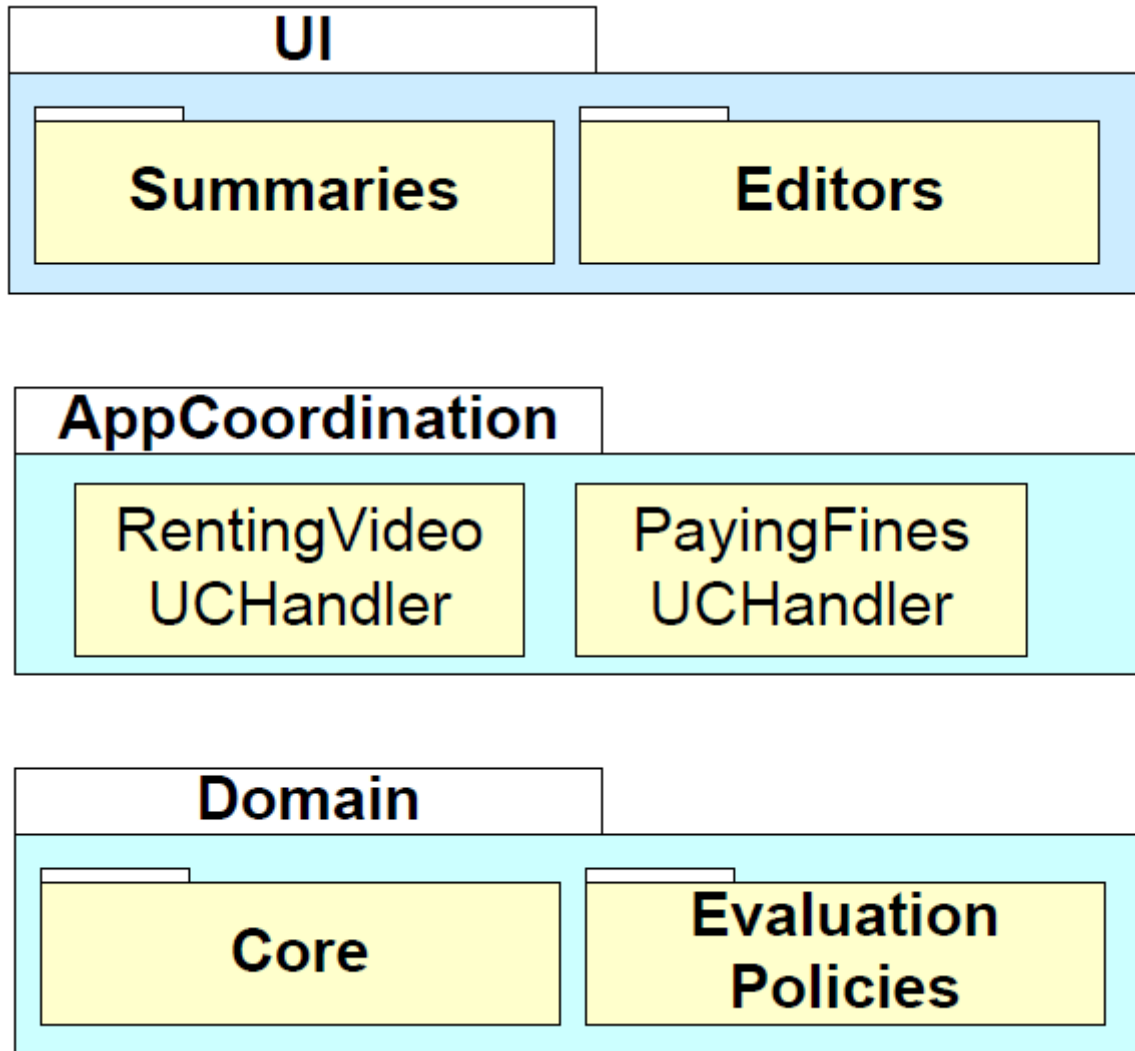 UI
Summaries
Editors
AppCoordination
RentingVideo
UCHandler
PayingFines
UCHandler
Domain
Core
Evaluation
Policies